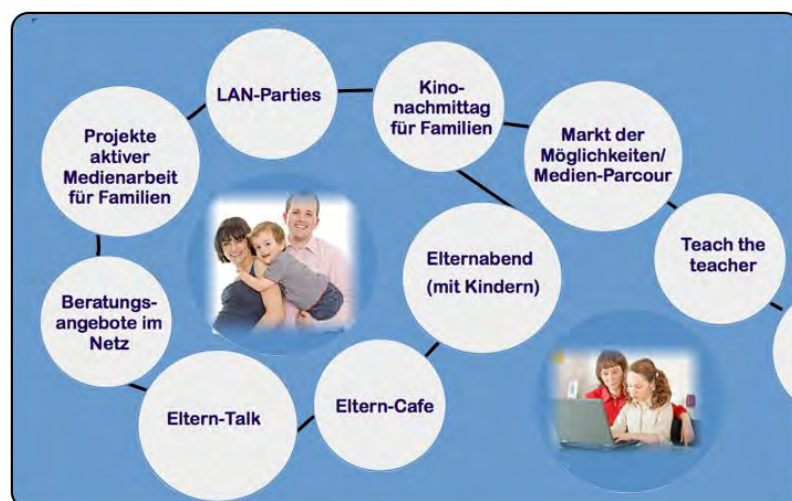 LAN-Parties
Kino-
nachmittag
für Familien
Projekte
aktiver
Medienarbeit
für Familien
Markt der
Möglichkeiten/
Medien-Parcour
Teach the
teacher
Elternabend
(mit Kindern)
Beratungs-
angebote im
Netz
Eltern-Talk
Eltern-Cafe